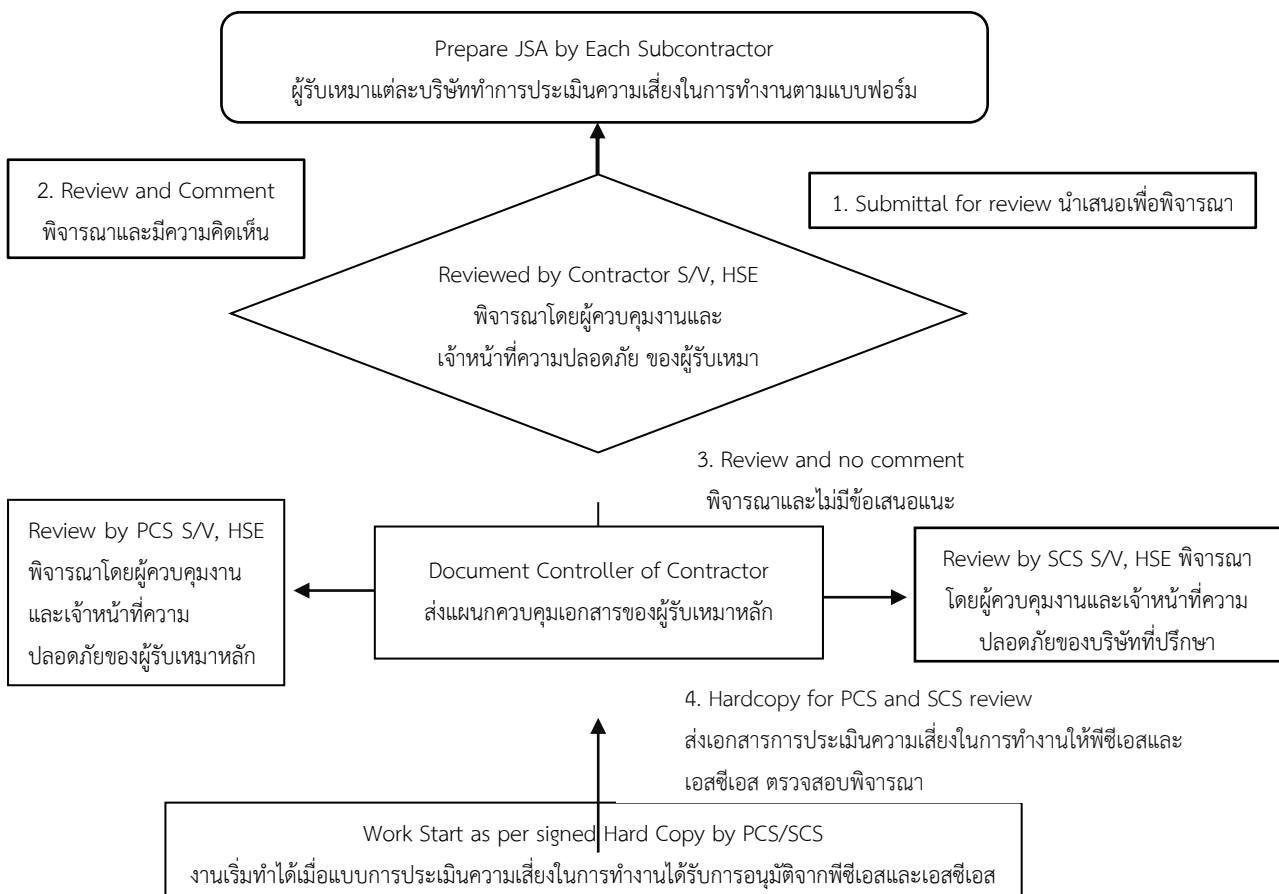 Prepare JSA by Each Subcontractor
ผู้รับเหมาแต่ละบริษัททำการประเมินความเสี่ยงในการทำงานตามแบบฟอร์ม
2. Review and Comment
พิจารณาและมีความคิดเห็น
1. Submittal for review นำเสนอเพื่อพิจารณา
Reviewed by Contractor S/V, HSE
พิจารณาโดยผู้ควบคุมงานและ
เจ้าหน้าที่ความปลอดภัย ของผู้รับเหมา
3. Review and no comment
พิจารณาและไม่มีข้อเสนอแนะ
Review by PCS S/V, HSE
พิจารณาโดยผู้ควบคุมงาน
และเจ้าหน้าที่ความ
ปลอดภัยของผู้รับเหมาหลัก
Document Controller of Contractor
ส่งแผนกควบคุมเอกสารของผู้รับเหมาหลัก
Review by SCS S/V, HSE พิจารณา
โดยผู้ควบคุมงานและเจ้าหน้าที่ความ
ปลอดภัยของบริษัทที่ปรึกษา
4. Hardcopy for PCS and SCS review
ส่งเอกสารการประเมินความเสี่ยงในการทำงานให้พีซีเอสและ
เอสซีเอส ตรวจสอบพิจารณา
Work Start as per signed Hard Copy by PCS/SCS
งานเริ่มทำได้เมื่อแบบการประเมินความเสี่ยงในการทำงานได้รับการอนุมัติจากพีซีเอสและเอสซีเอส